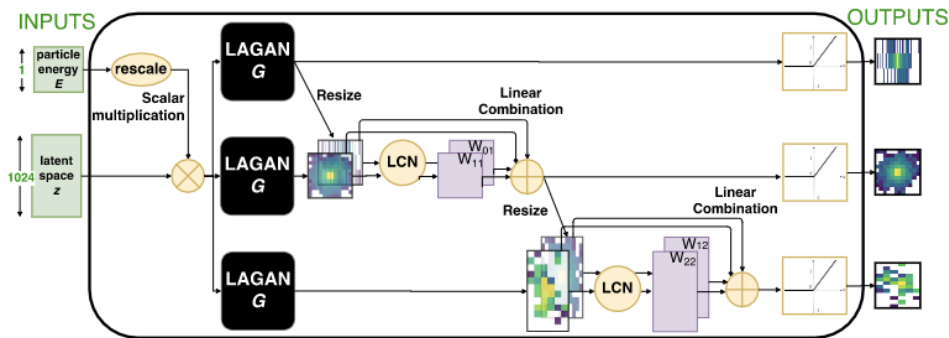 INPUTS
OUTPUTS
particle
energy
E
1
rescale
Scalar
multiplication
1024
latent
space
z
LAGAN
G
Resize
Linear
Combination
LAGAN
G
LCN
W01
W11
Resize
Linear
Combination
LAGAN
G
LCN
W12
W22